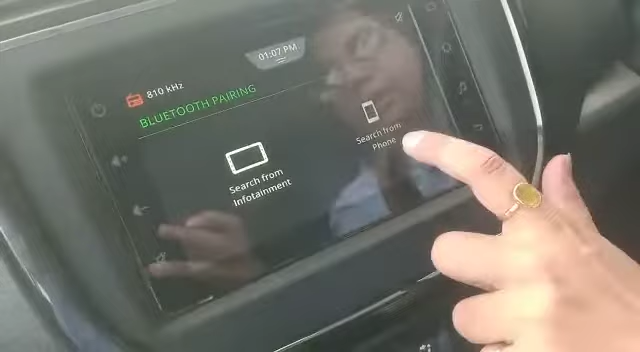 01:07 PM
810 kHz
BLUETOOTH PAIRING
Search from
Infotainment
Search from
Phone